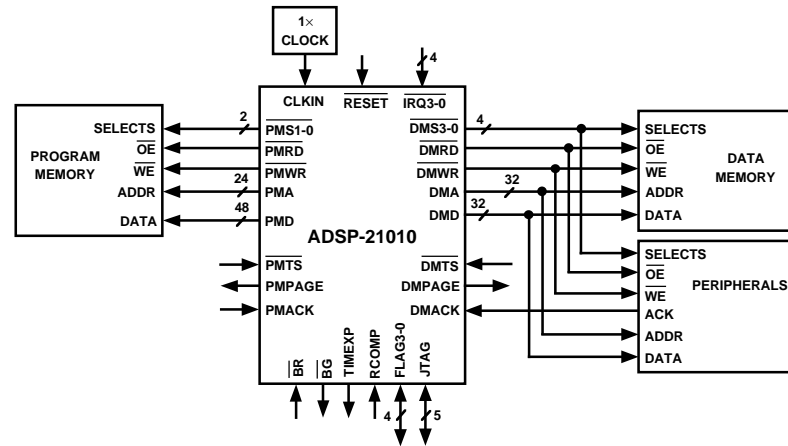 1×
CLOCK
4
CLKIN
RESET
IRQ3-0
SELECTS
2
PMS1-0
DMS3-0
4
SELECTS
OE
PMRD
DMRD
OE
PROGRAM
MEMORY
WE
PMWR
DMWR
WE
DATA
MEMORY
ADDR
24
PMA
DMA
32
ADDR
DATA
48
PMD
DMD
32
DATA
ADSP-21010
PMTS
DMTS
SELECTS
OE
PMPAGE
DMPAGE
WE
PERIPHERALS
PMACK
DMACK
ACK
ADDR
DATA
BR
BG
TIMEXP
RCOMP
FLAG3-0
JTAG
4
5